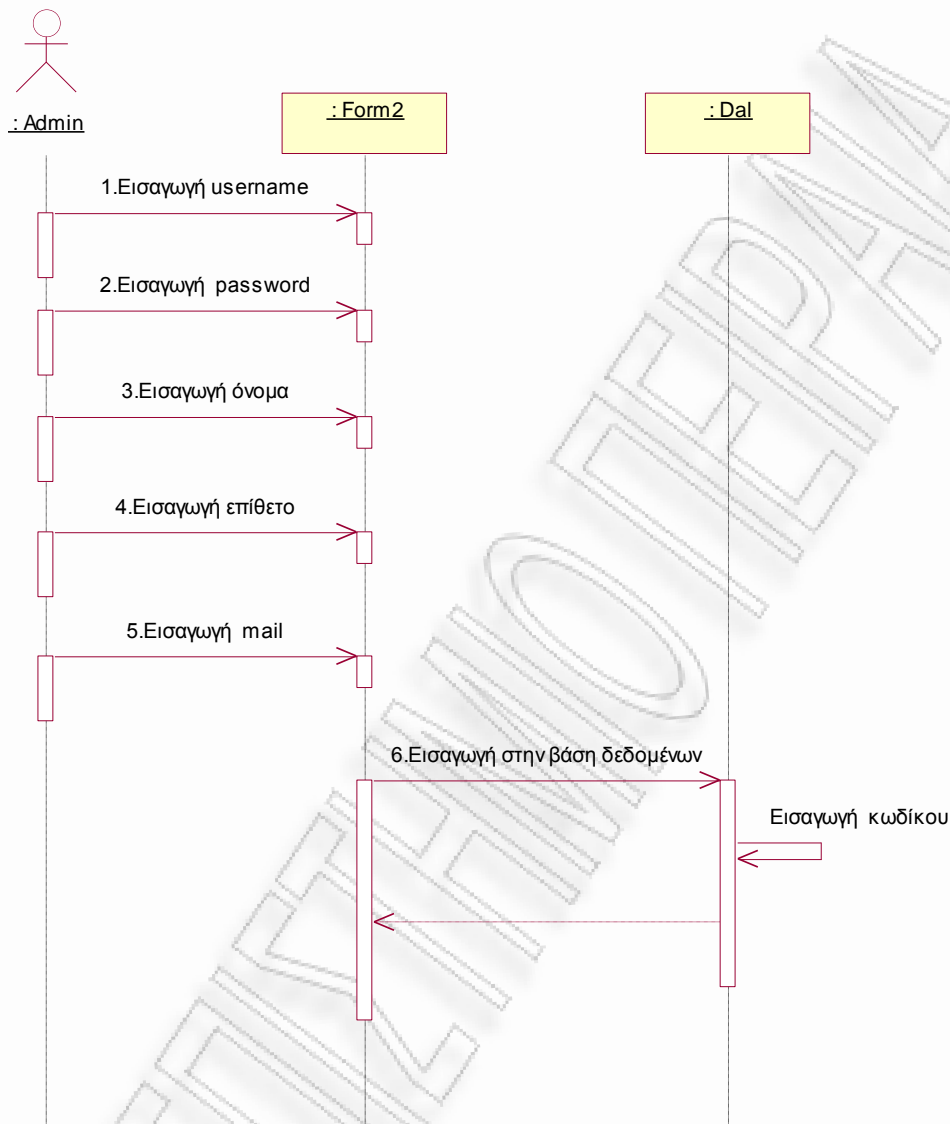 : Admin
: Form2
: Dal
1.Εισαγωγή username
2.Εισαγωγή password
3.Εισαγωγή όνομα
4.Εισαγωγή επίθετο
5.Εισαγωγή mail
6.Εισαγωγή στην βάση δεδομένων
Εισαγωγή κωδίκου